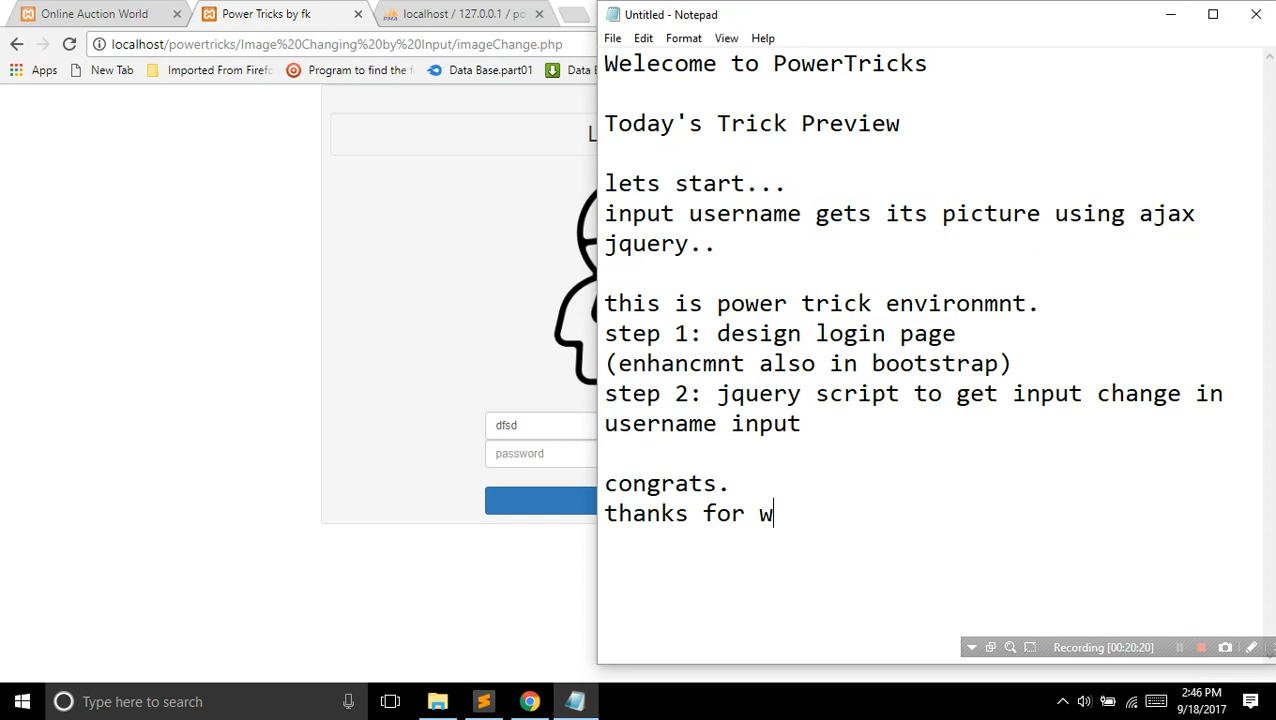 Online Auction World
Power Tricks by fk
localhost / 127.0.0.1 / po
localhost/powertricks/Image%20Changing%20by%20Input/imageChange.php
Apps
New Tab
Imported From Firefo
Program to find the f
Data Base.part01
Data B
L
dfsd
password
Untitled - Notepad
File Edit Format View Help
Welecome to PowerTricks
Today's Trick Preview
lets start...
input username gets its picture using ajax
jquery..
this is power trick environmnt.
step 1: design login page
(enhancmnt also in bootstrap)
step 2: jquery script to get input change in
username input
congrats.
thanks for w
Recording [00:20:20]
Type here to search
2:46 PM
9/18/2017